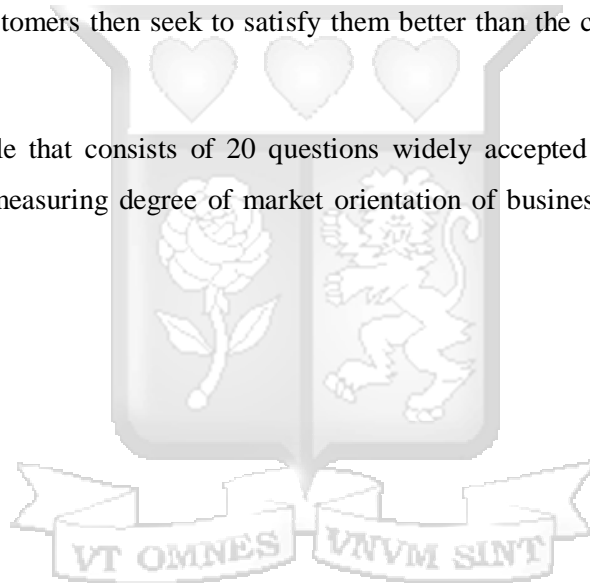 stomers then seek to satisfy them better than the c
le that consists of 20 questions widely accepted
measuring degree of market orientation of busines
VT OMNES VNVM SINT